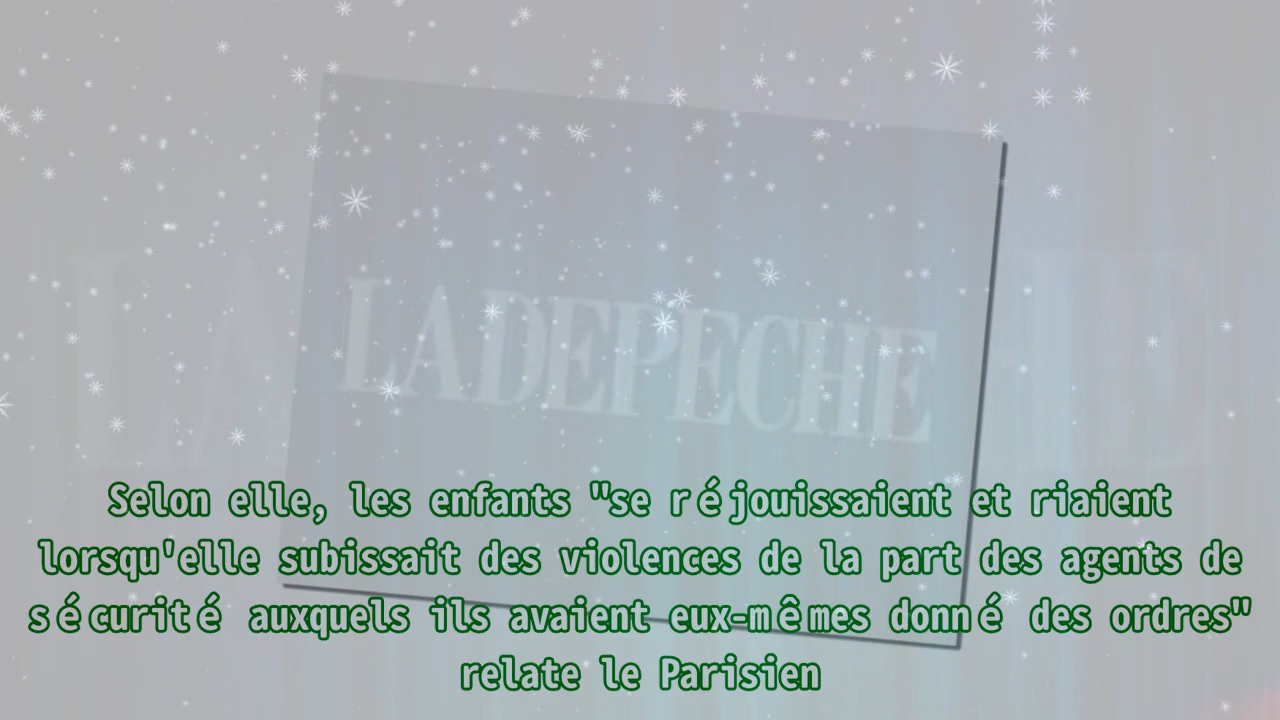 LADEPECHE
Selon elle, les enfants "se réjouissaient et riaient
lorsqu'elle subissait des violences de la part des agents de
sécurité auxquels ils avaient eux-mêmes donné des ordres"
relate le Parisien